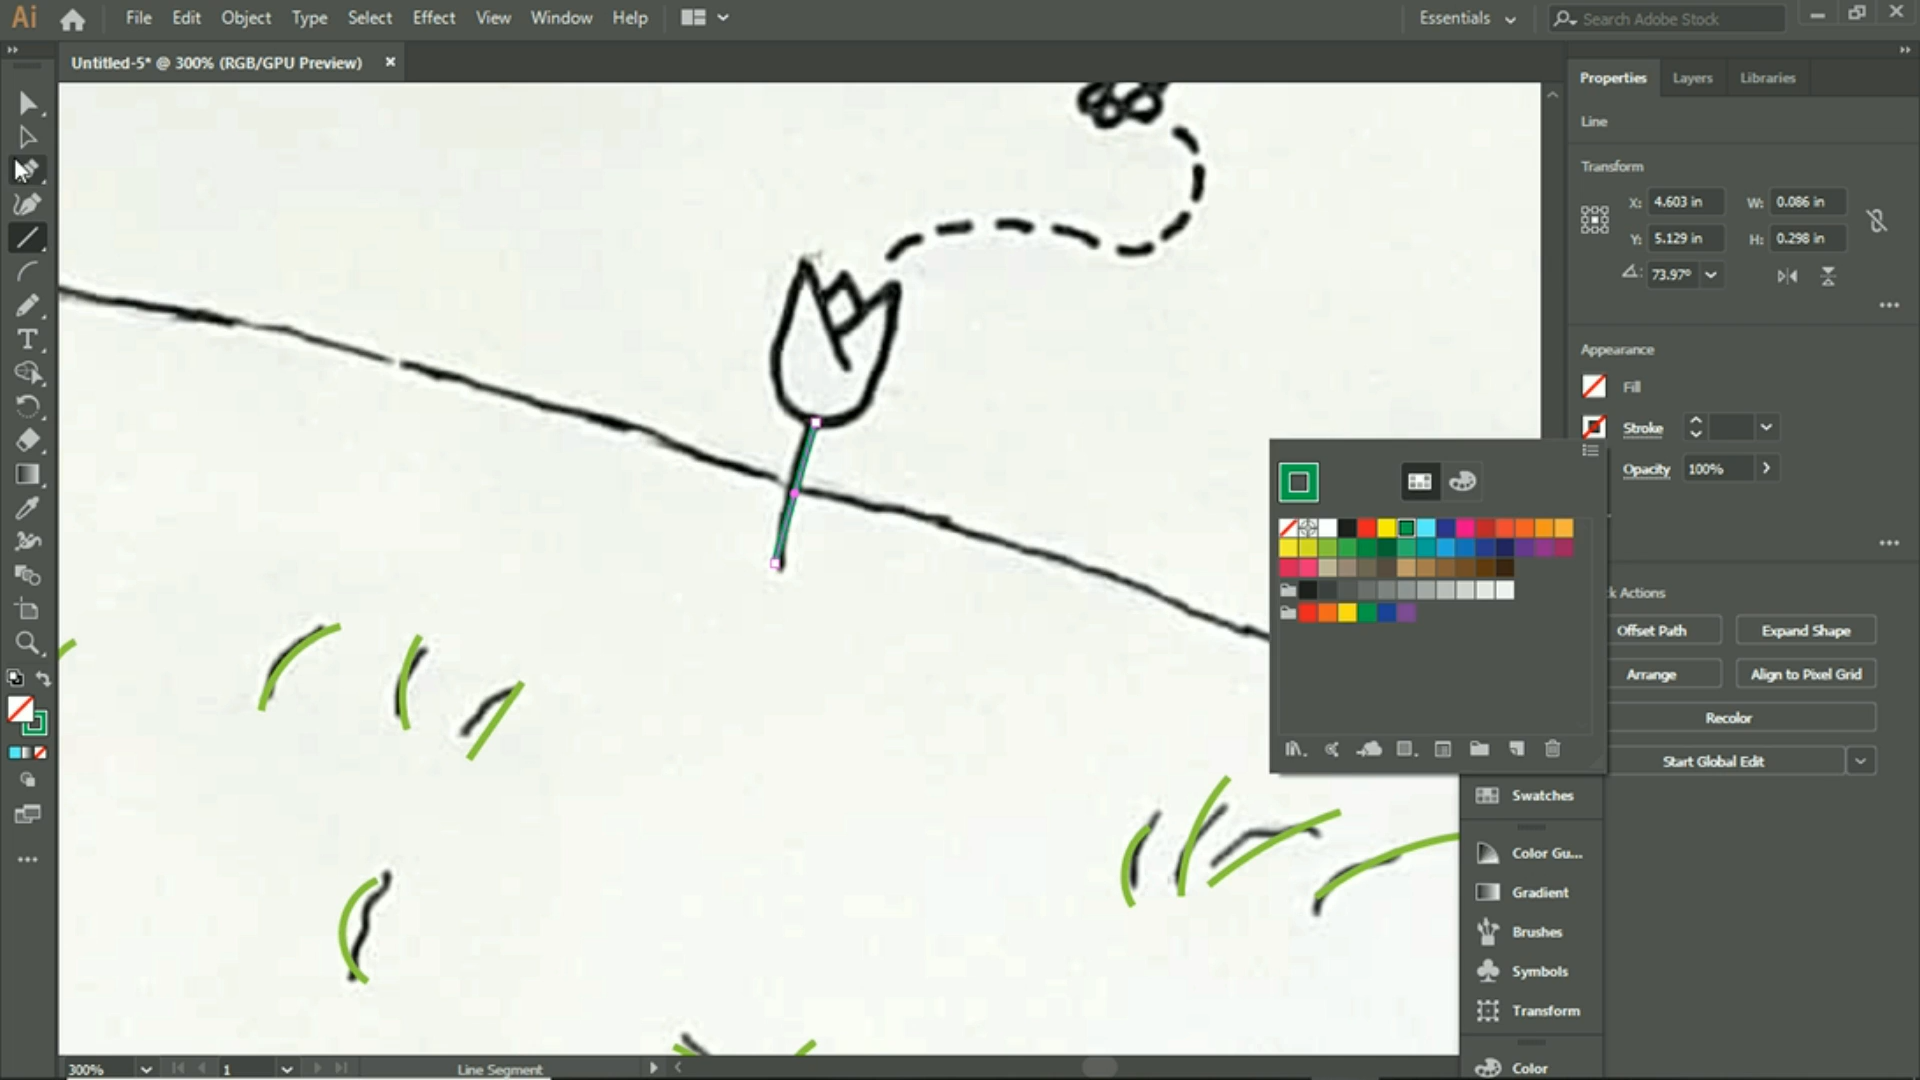 Ai File Edit Object Type Select Effect View Window Help Essentials Search Adobe Stock
Untitled-5* @ 300% (RGB/GPU Preview) ×
Properties Layers Libraries
Line
Transform
X: 4.603 in W: 0.086 in
Y: 5.129 in H: 0.298 in
73.97°
Appearance
Fill
Stroke
Opacity 100%
k Actions
Offset Path Expand Shape
Arrange Align to Pixel Grid
Recolor
Start Global Edit
Swatches
Color Gu...
Gradient
Brushes
Symbols
Transform
Color
300% 1 Line Segment